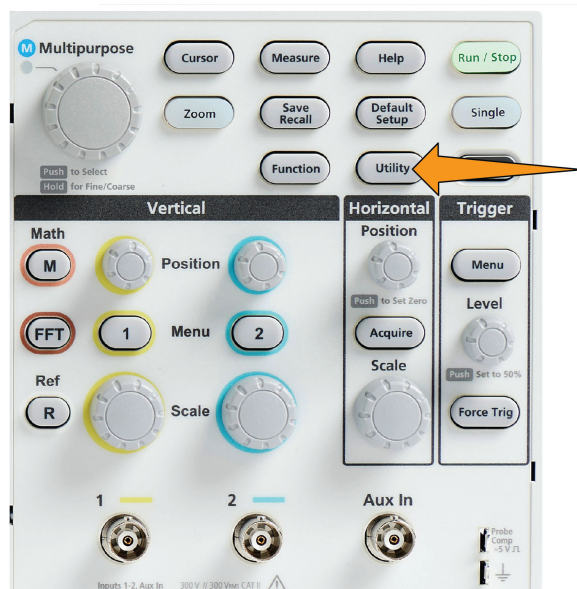 M Multipurpose
Cursor
Measure
Help
Run / Stop
Zoom
Save
Recall
Default
Setup
Single
Push to Select
Hold for Fine/Coarse
Function
Utility
Vertical
Horizontal
Trigger
Math
M
Position
Position
Push to Set Zero
Menu
FFT
1
Menu
2
Acquire
Level
Push Set to 50%
Ref
R
Scale
Scale
Force Trig
1
2
Aux In
Probe
Comp
~5 V
Inputs 1-2, Aux In
300 V // 300 VRMS CAT II